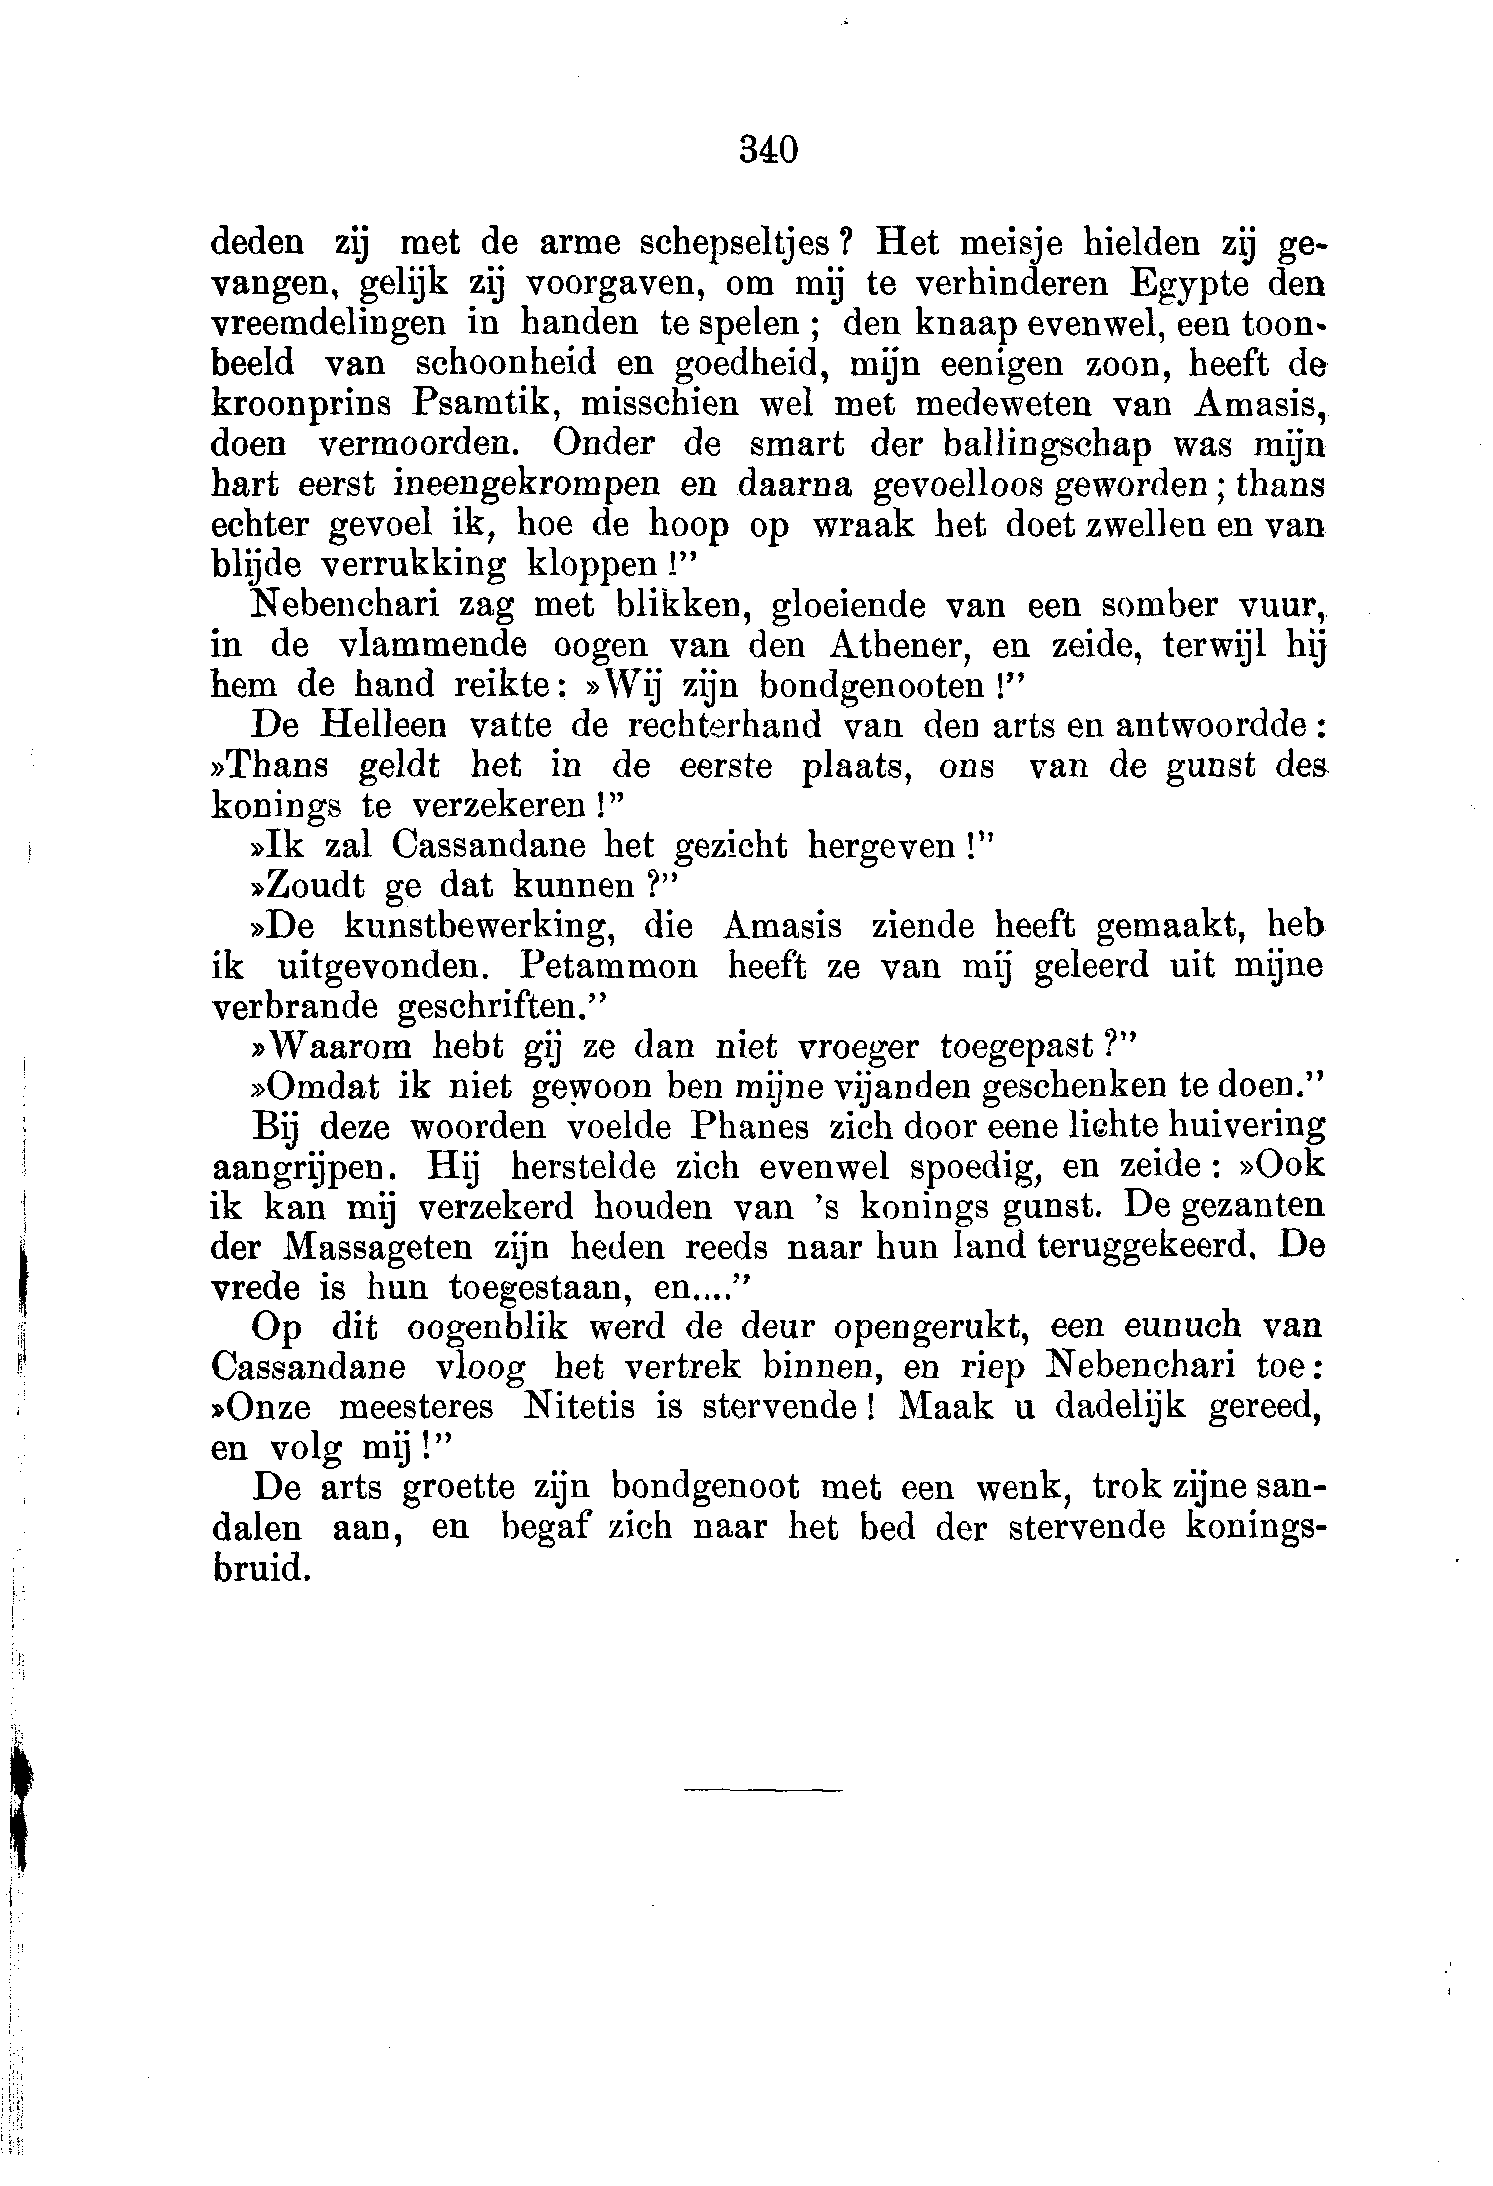 340
deden zij met de arme schepseltjes? Het meisje hielden zij ge-
vangen, gelijk zij voorgaven, om mij te verhinderen Egypte den
vreemdelingen in handen te spelen; den knaap evenwel, een toon-
beeld van schoonheid en goedheid, mijn eenigen zoon, heeft de
kroonprins Psamtik, misschien wel met medeweten van Amasis,
doen vermoorden. Onder de smart der ballingschap was mijn
hart eerst ineengekrompen en daarna gevoelloos geworden; thans
echter gevoel ik, hoe de hoop op wraak het doet zwellen en van
blijde verrukking kloppen!”
Nebenchari zag met blikken, gloeiende van een somber vuur,
in de vlammende oogen van den Athener, en zeide, terwijl hij
hem de hand reikte: »Wij zijn bondgenooten!”
De Helleen vatte de rechterhand van den arts en antwoordde:
»Thans geldt het in de eerste plaats, ons van de gunst des
konings te verzekeren!”
»Ik zal Cassandane het gezicht hergeven!”
»Zoudt ge dat kunnen?”
»De kunstbewerking, die Amasis ziende heeft gemaakt, heb
ik uitgevonden. Petammon heeft ze van mij geleerd uit mijne
verbrande geschriften.”
»Waarom hebt gij ze dan niet vroeger toegepast?”
»Omdat ik niet gewoon ben mijne vijanden geschenken te doen.”
Bij deze woorden voelde Phanes zich door eene lichte huivering
aangrijpen. Hij herstelde zich evenwel spoedig, en zeide: »Ook
ik kan mij verzekerd houden van ’s konings gunst. De gezanten
der Massageten zijn heden reeds naar hun land teruggekeerd. De
vrede is hun toegestaan, en....”
Op dit oogenblik werd de deur opengerukt, een eunuch van
Cassandane vloog het vertrek binnen, en riep Nebenchari toe:
»Onze meesteres Nitetis is stervende! Maak u dadelijk gereed,
en volg mij!”
De arts groette zijn bondgenoot met een wenk, trok zijne san-
dalen aan, en begaf zich naar het bed der stervende konings-
bruid.